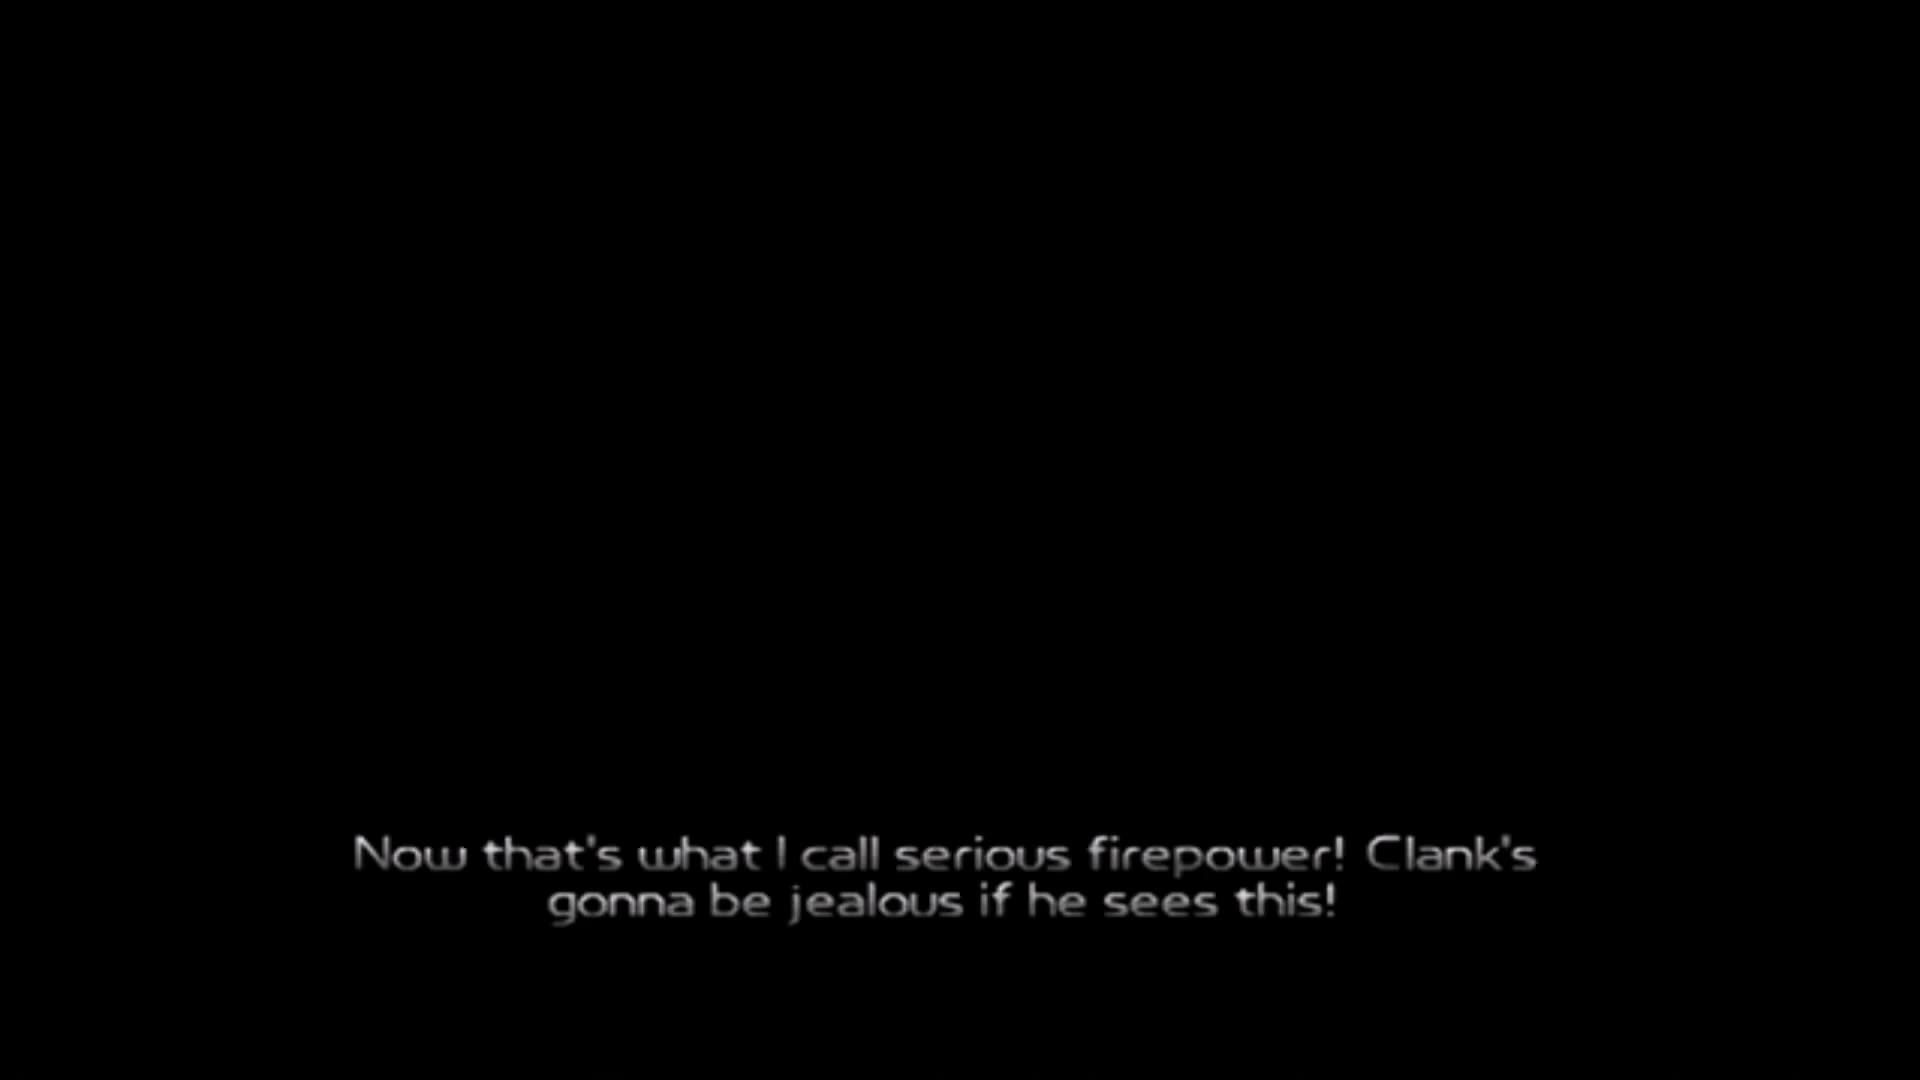 Now that's what I call serious firepower! Clank's
gonna be jealous if he sees this!